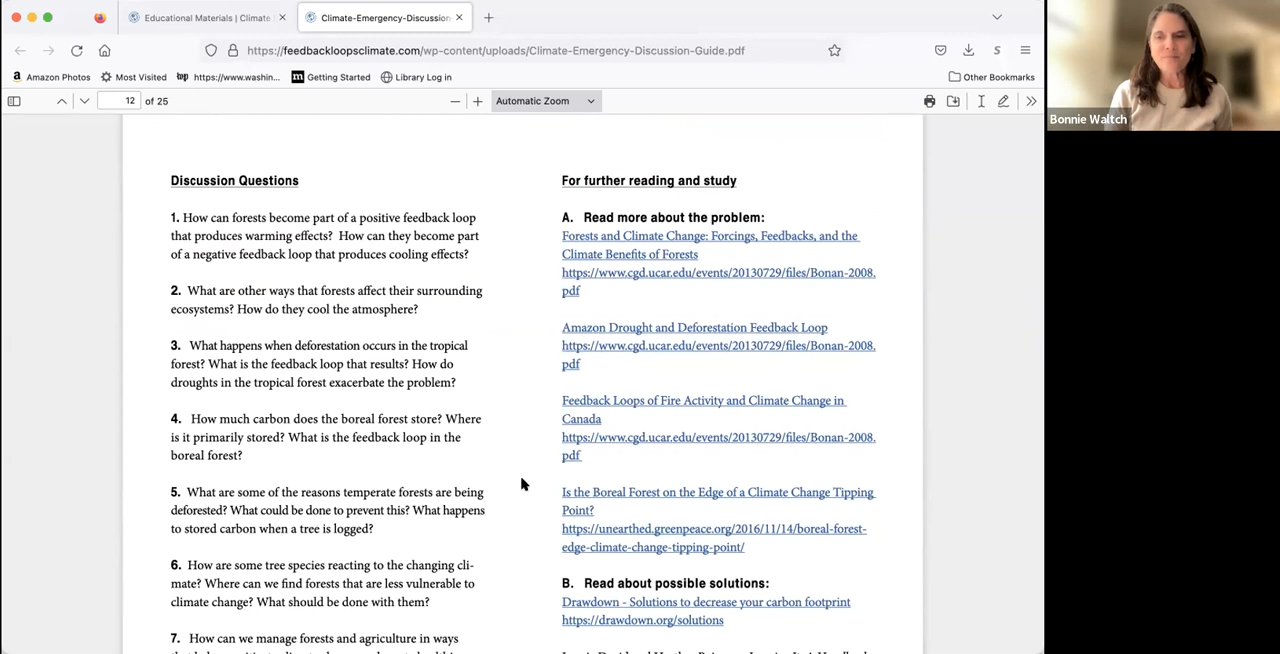 Educational Materials | Climate
Climate-Emergency-Discussion
https://feedbackloopsclimate.com/wp-content/uploads/Climate-Emergency-Discussion-Guide.pdf
Amazon Photos
Most Visited
https://www.washin...
Getting Started
Library Log in
Other Bookmarks
12 of 25
Automatic Zoom
Bonnie Waltch
Discussion Questions
1. How can forests become part of a positive feedback loop
that produces warming effects? How can they become part
of a negative feedback loop that produces cooling effects?
2. What are other ways that forests affect their surrounding
ecosystems? How do they cool the atmosphere?
3. What happens when deforestation occurs in the tropical
forest? What is the feedback loop that results? How do
droughts in the tropical forest exacerbate the problem?
4. How much carbon does the boreal forest store? Where
is it primarily stored? What is the feedback loop in the
boreal forest?
5. What are some of the reasons temperate forests are being
deforested? What could be done to prevent this? What happens
to stored carbon when a tree is logged?
6. How are some tree species reacting to the changing cli-
mate? Where can we find forests that are less vulnerable to
climate change? What should be done with them?
7. How can we manage forests and agriculture in ways
For further reading and study
A. Read more about the problem:
Forests and Climate Change: Forcings, Feedbacks, and the
Climate Benefits of Forests
https://www.cgd.ucar.edu/events/20130729/files/Bonan-2008.
pdf
Amazon Drought and Deforestation Feedback Loop
https://www.cgd.ucar.edu/events/20130729/files/Bonan-2008.
pdf
Feedback Loops of Fire Activity and Climate Change in
Canada
https://www.cgd.ucar.edu/events/20130729/files/Bonan-2008.
pdf
Is the Boreal Forest on the Edge of a Climate Change Tipping
Point?
https://unearthed.greenpeace.org/2016/11/14/boreal-forest-
edge-climate-change-tipping-point/
B. Read about possible solutions:
Drawdown - Solutions to decrease your carbon footprint
https://drawdown.org/solutions